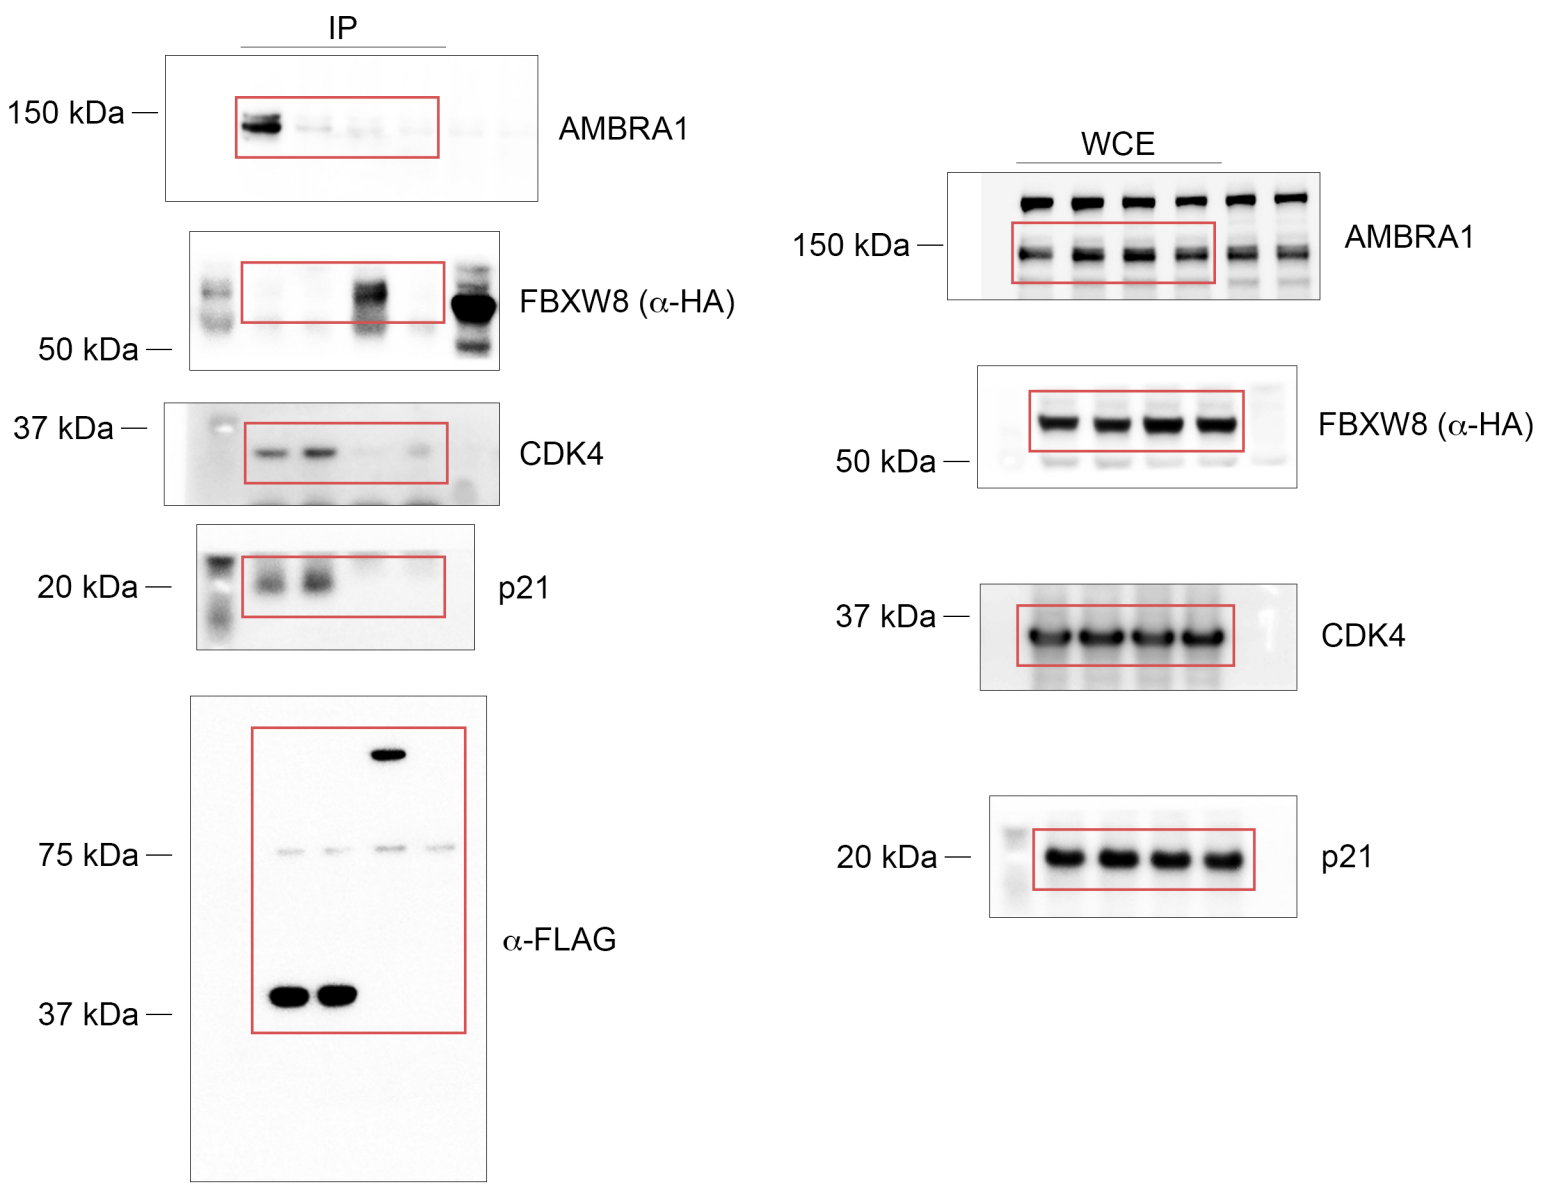 IP
150 kDa
AMBRA1
FBXW8 (α-HA)
50 kDa
37 kDa
CDK4
20 kDa
p21
75 kDa
α-FLAG
37 kDa
WCE
150 kDa
AMBRA1
FBXW8 (α-HA)
50 kDa
37 kDa
CDK4
20 kDa
p21